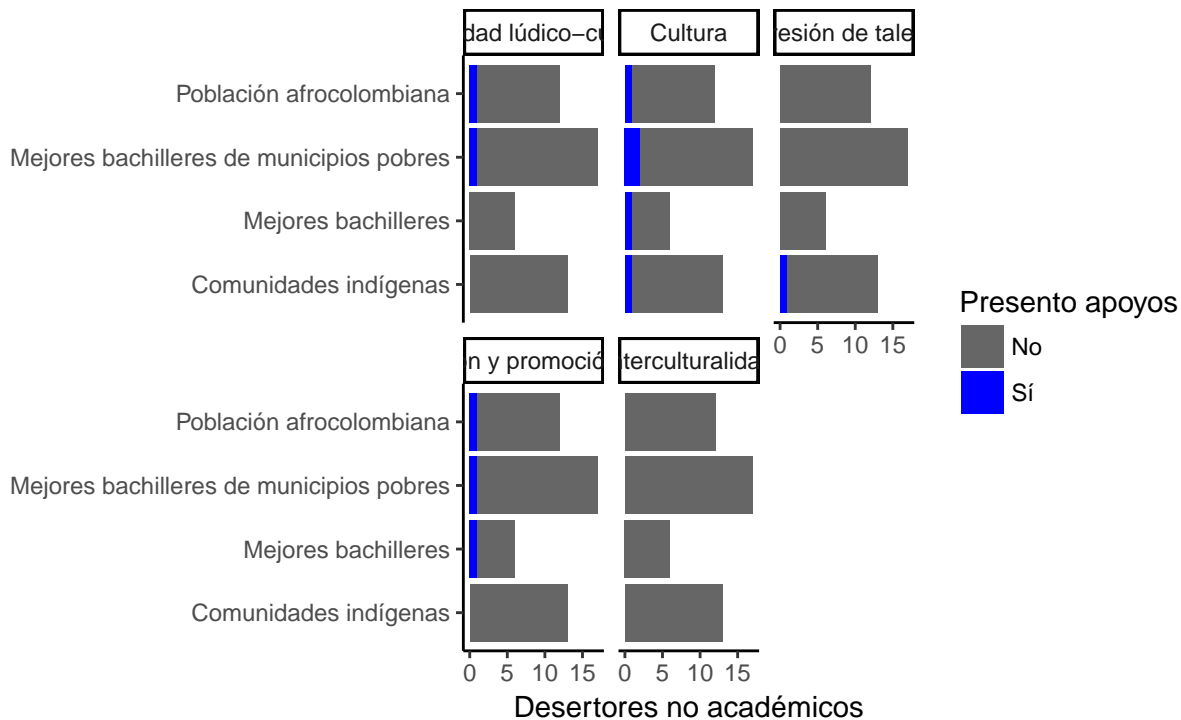 dad lúdico−cu
Cultura
esión de tale
Población afrocolombiana
Mejores bachilleres de municipios pobres
Mejores bachilleres
Comunidades indígenas
0 5 10 15
n y promoció
terculturalida
Población afrocolombiana
Mejores bachilleres de municipios pobres
Mejores bachilleres
Comunidades indígenas
0 5 10 15
0 5 10 15
Desertores no académicos
Presento apoyos
No
Sí